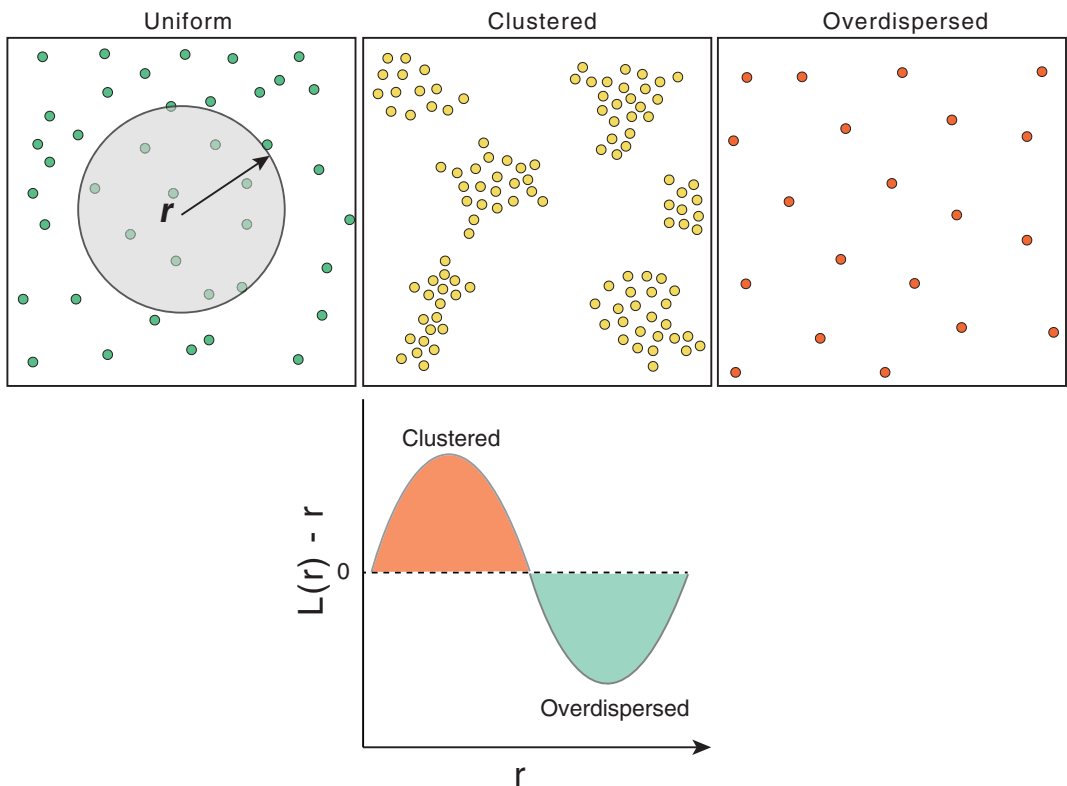 Uniform
Clustered
Overdispersed
r
Clustered
L(r) - r
0
Overdispersed
r